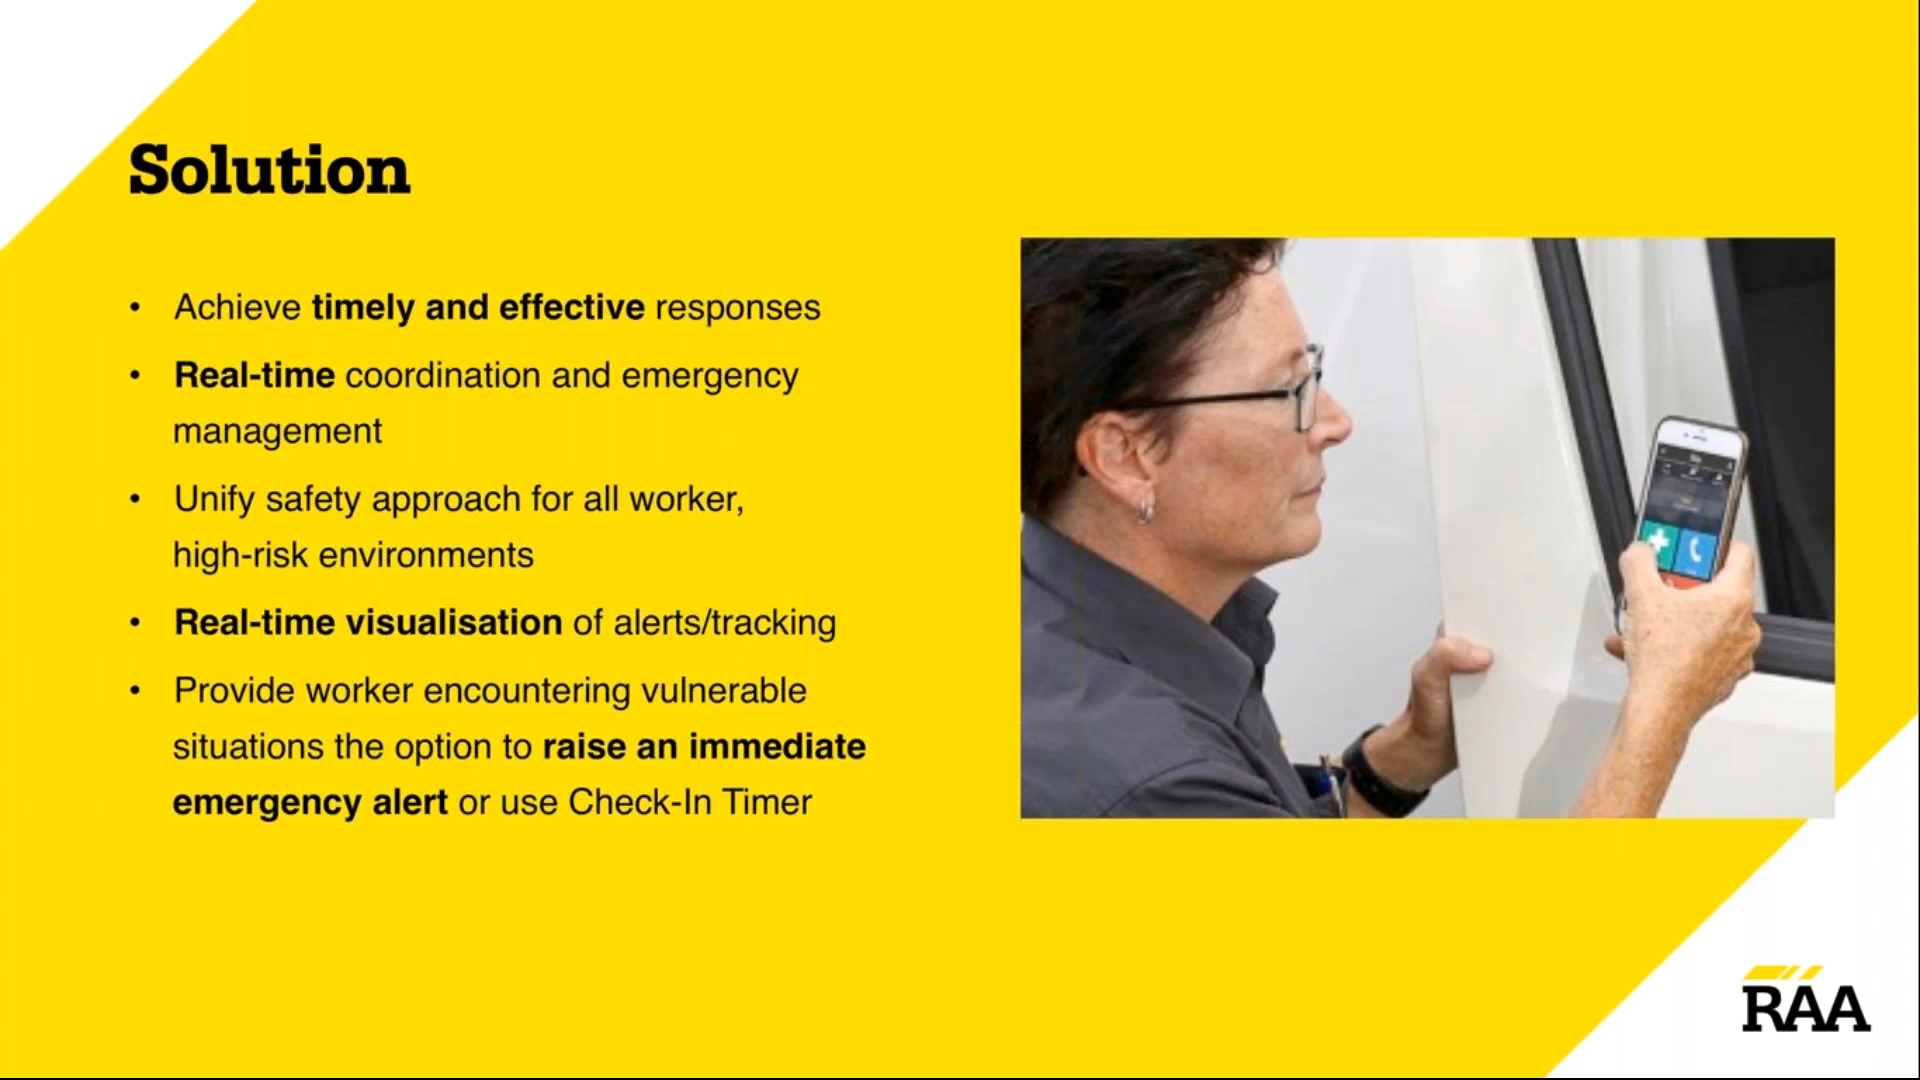 Solution
• Achieve timely and effective responses
• Real-time coordination and emergency
management
• Unify safety approach for all worker,
high-risk environments
• Real-time visualisation of alerts/tracking
• Provide worker encountering vulnerable
situations the option to raise an immediate
emergency alert or use Check-In Timer
RAA